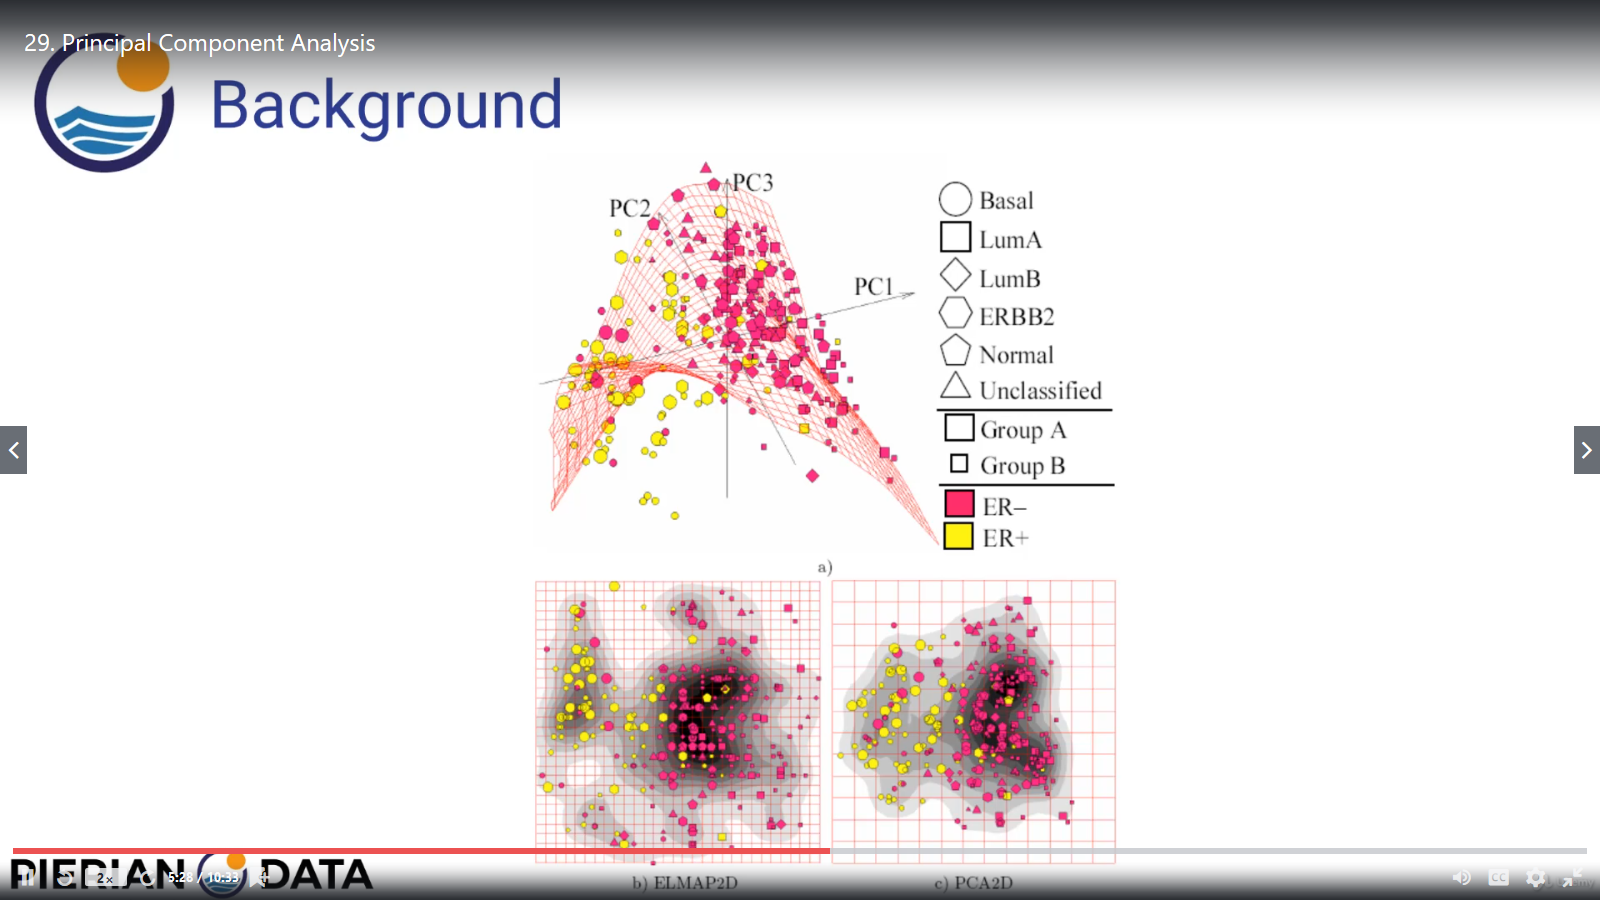 29. Principal Component Analysis
Background
PC3
PC2
PC1
Basal
LumA
LumB
ERBB2
Normal
Unclassified
Group A
Group B
ER–
ER+
a)
b) ELMAP2D
c) PCA2D
PIERIAN DATA
2x
5:28 / 10:33
CC